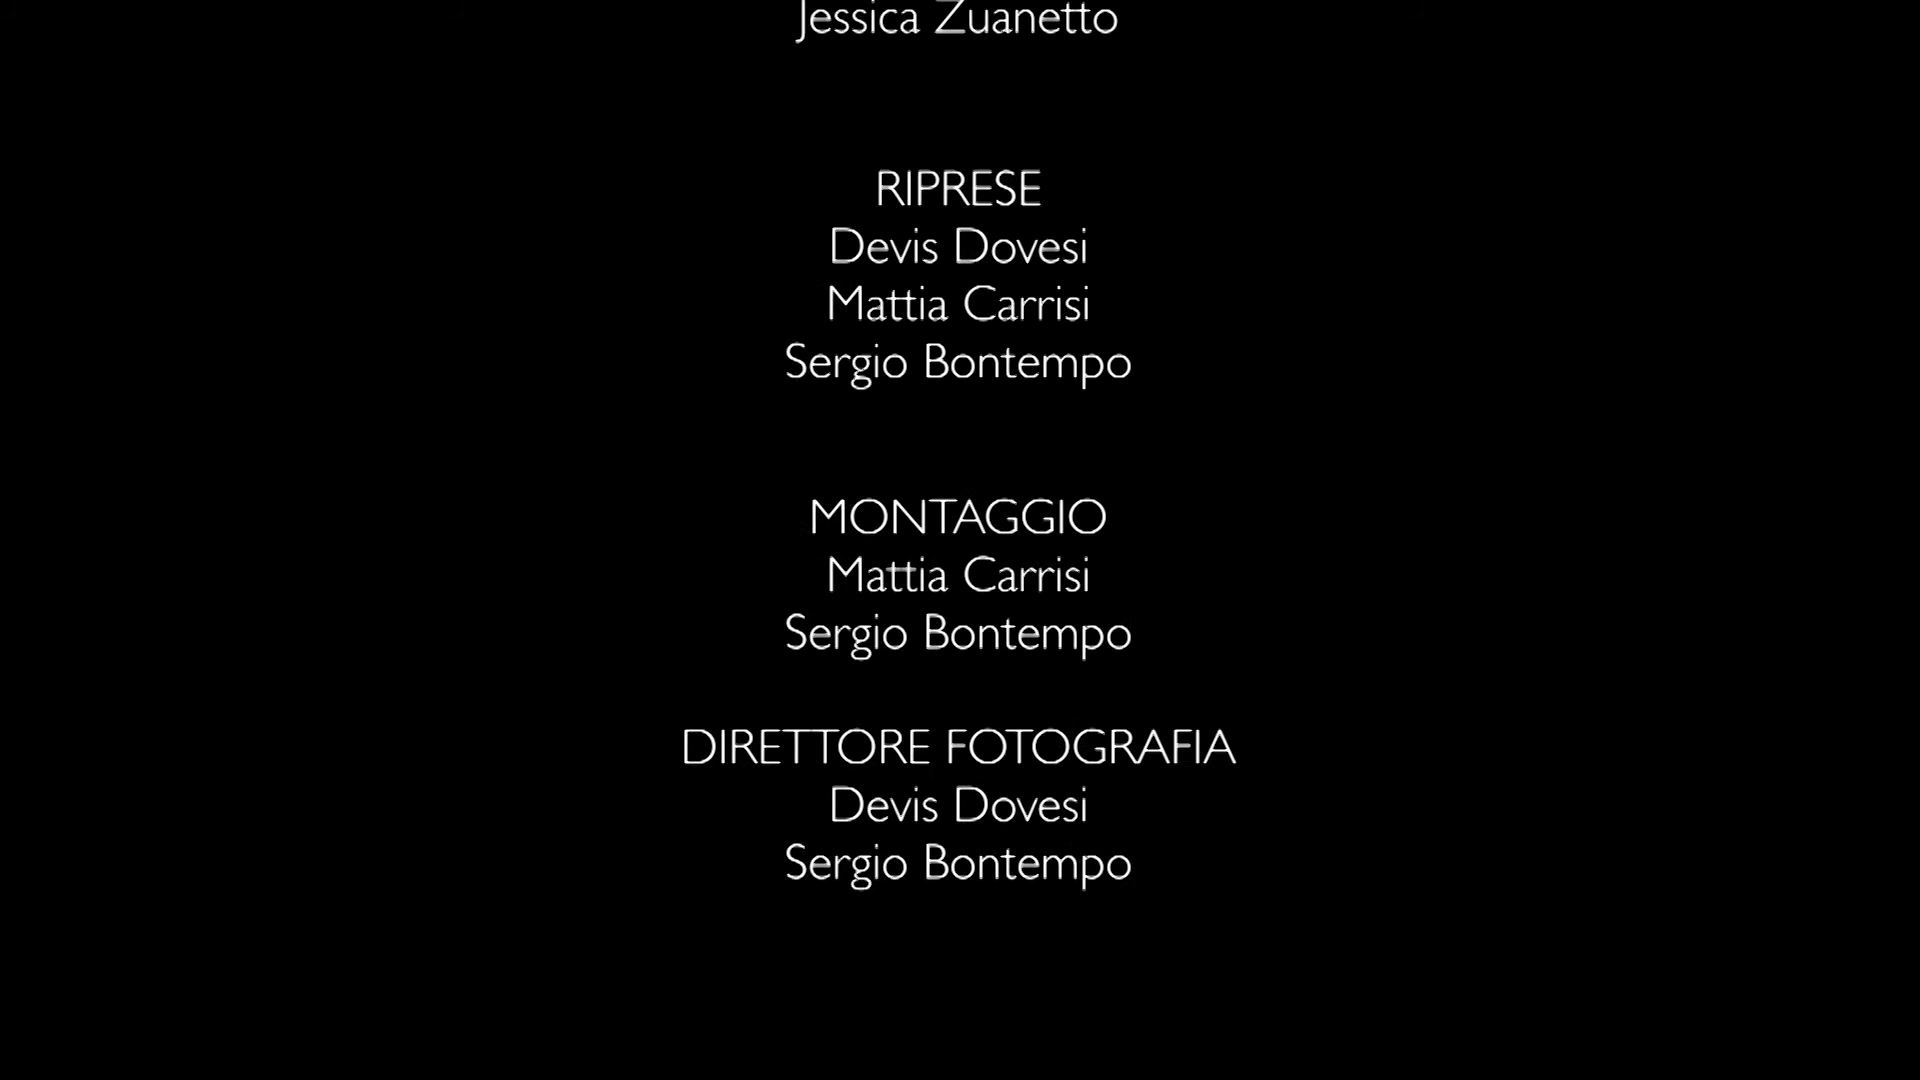 Jessica Zuanetto
RIPRESE
Devis Dovesi
Mattia Carrisi
Sergio Bontempo
MONTAGGIO
Mattia Carrisi
Sergio Bontempo
DIRETTORE FOTOGRAFIA
Devis Dovesi
Sergio Bontempo